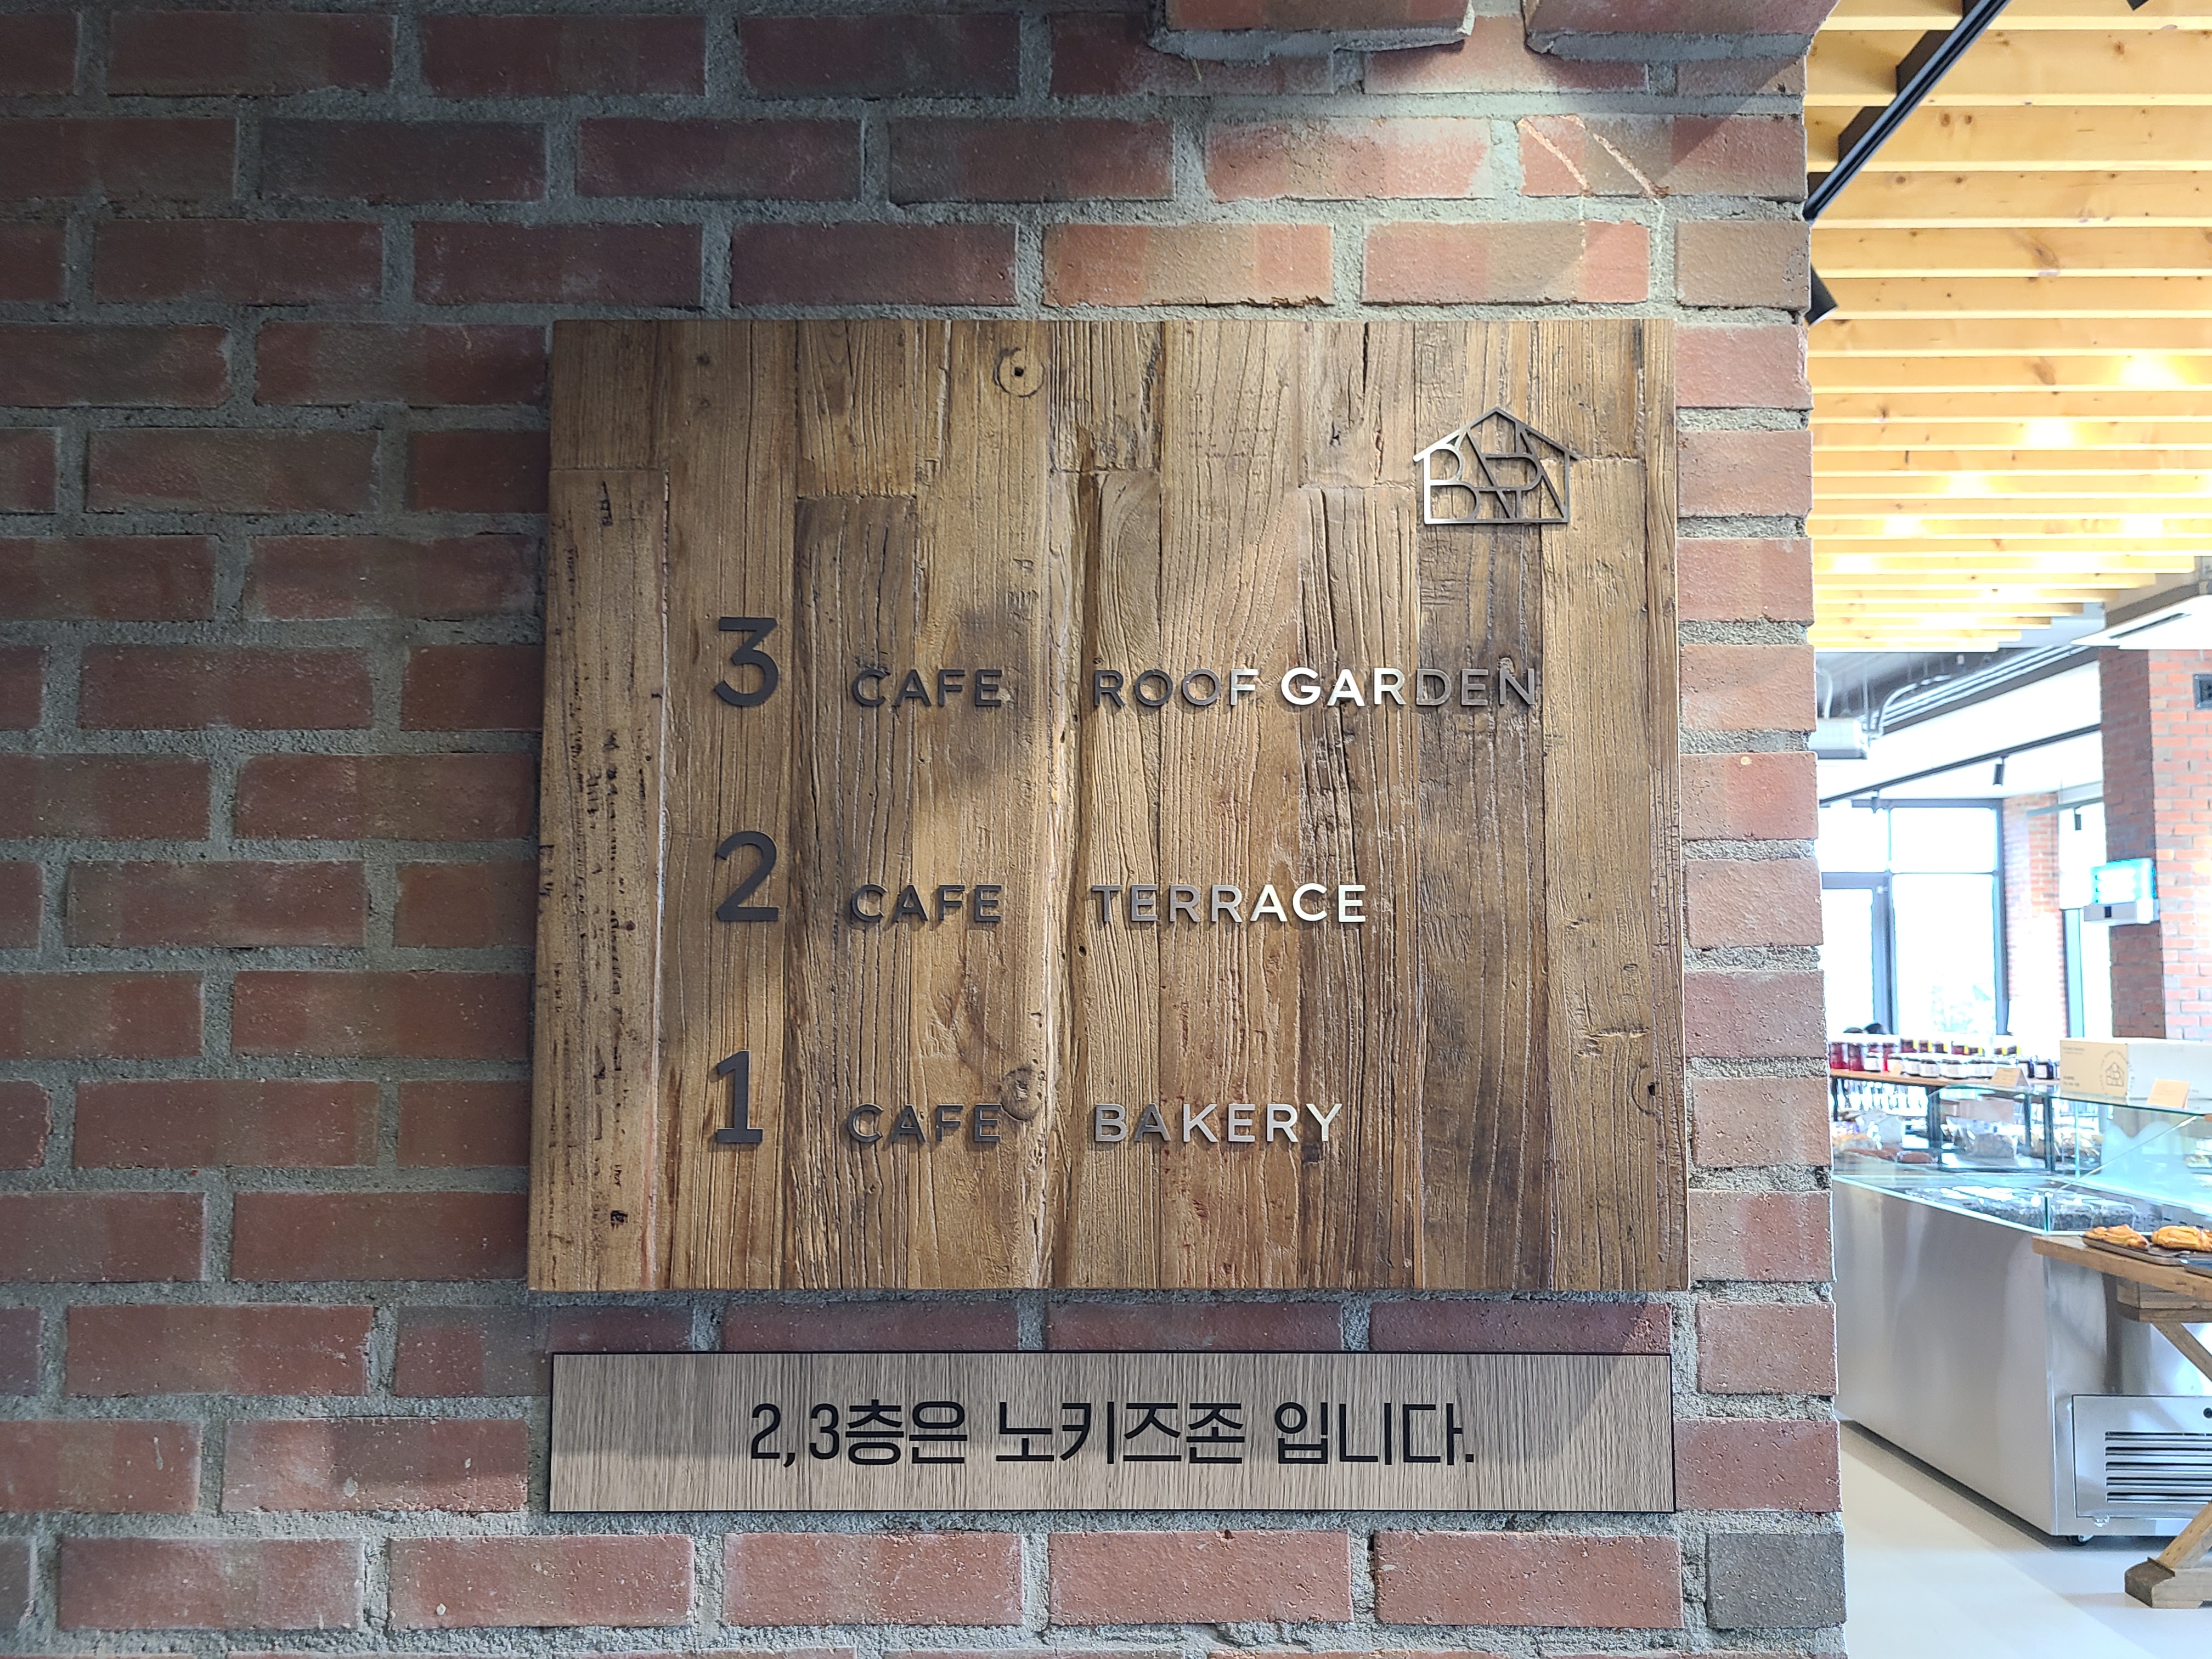 3 CAFE ROOF GARDEN
2 CAFE TERRACE
1 CAFE BAKERY
2,3층은 노키즈존 입니다.